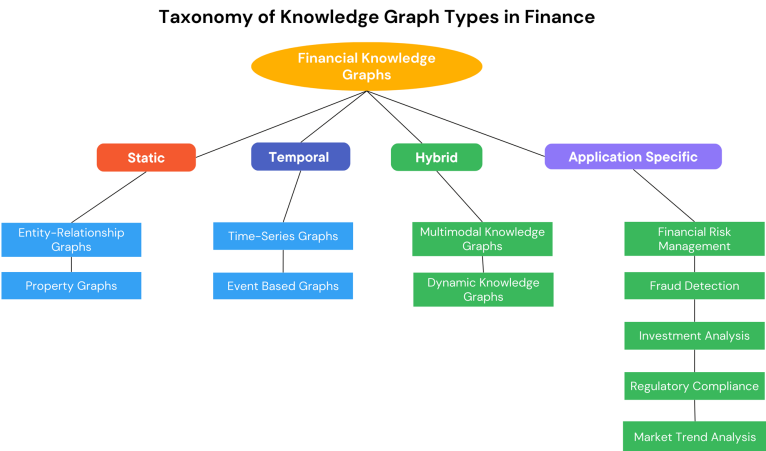 Taxonomy of Knowledge Graph Types in Finance
Financial Knowledge
Graphs
Static
Temporal
Hybrid
Application Specific
Entity-Relationship
Graphs
Property Graphs
Time-Series Graphs
Event Based Graphs
Multimodal Knowledge
Graphs
Dynamic Knowledge
Graphs
Financial Risk
Management
Fraud Detection
Investment Analysis
Regulatory Compliance
Market Trend Analysis